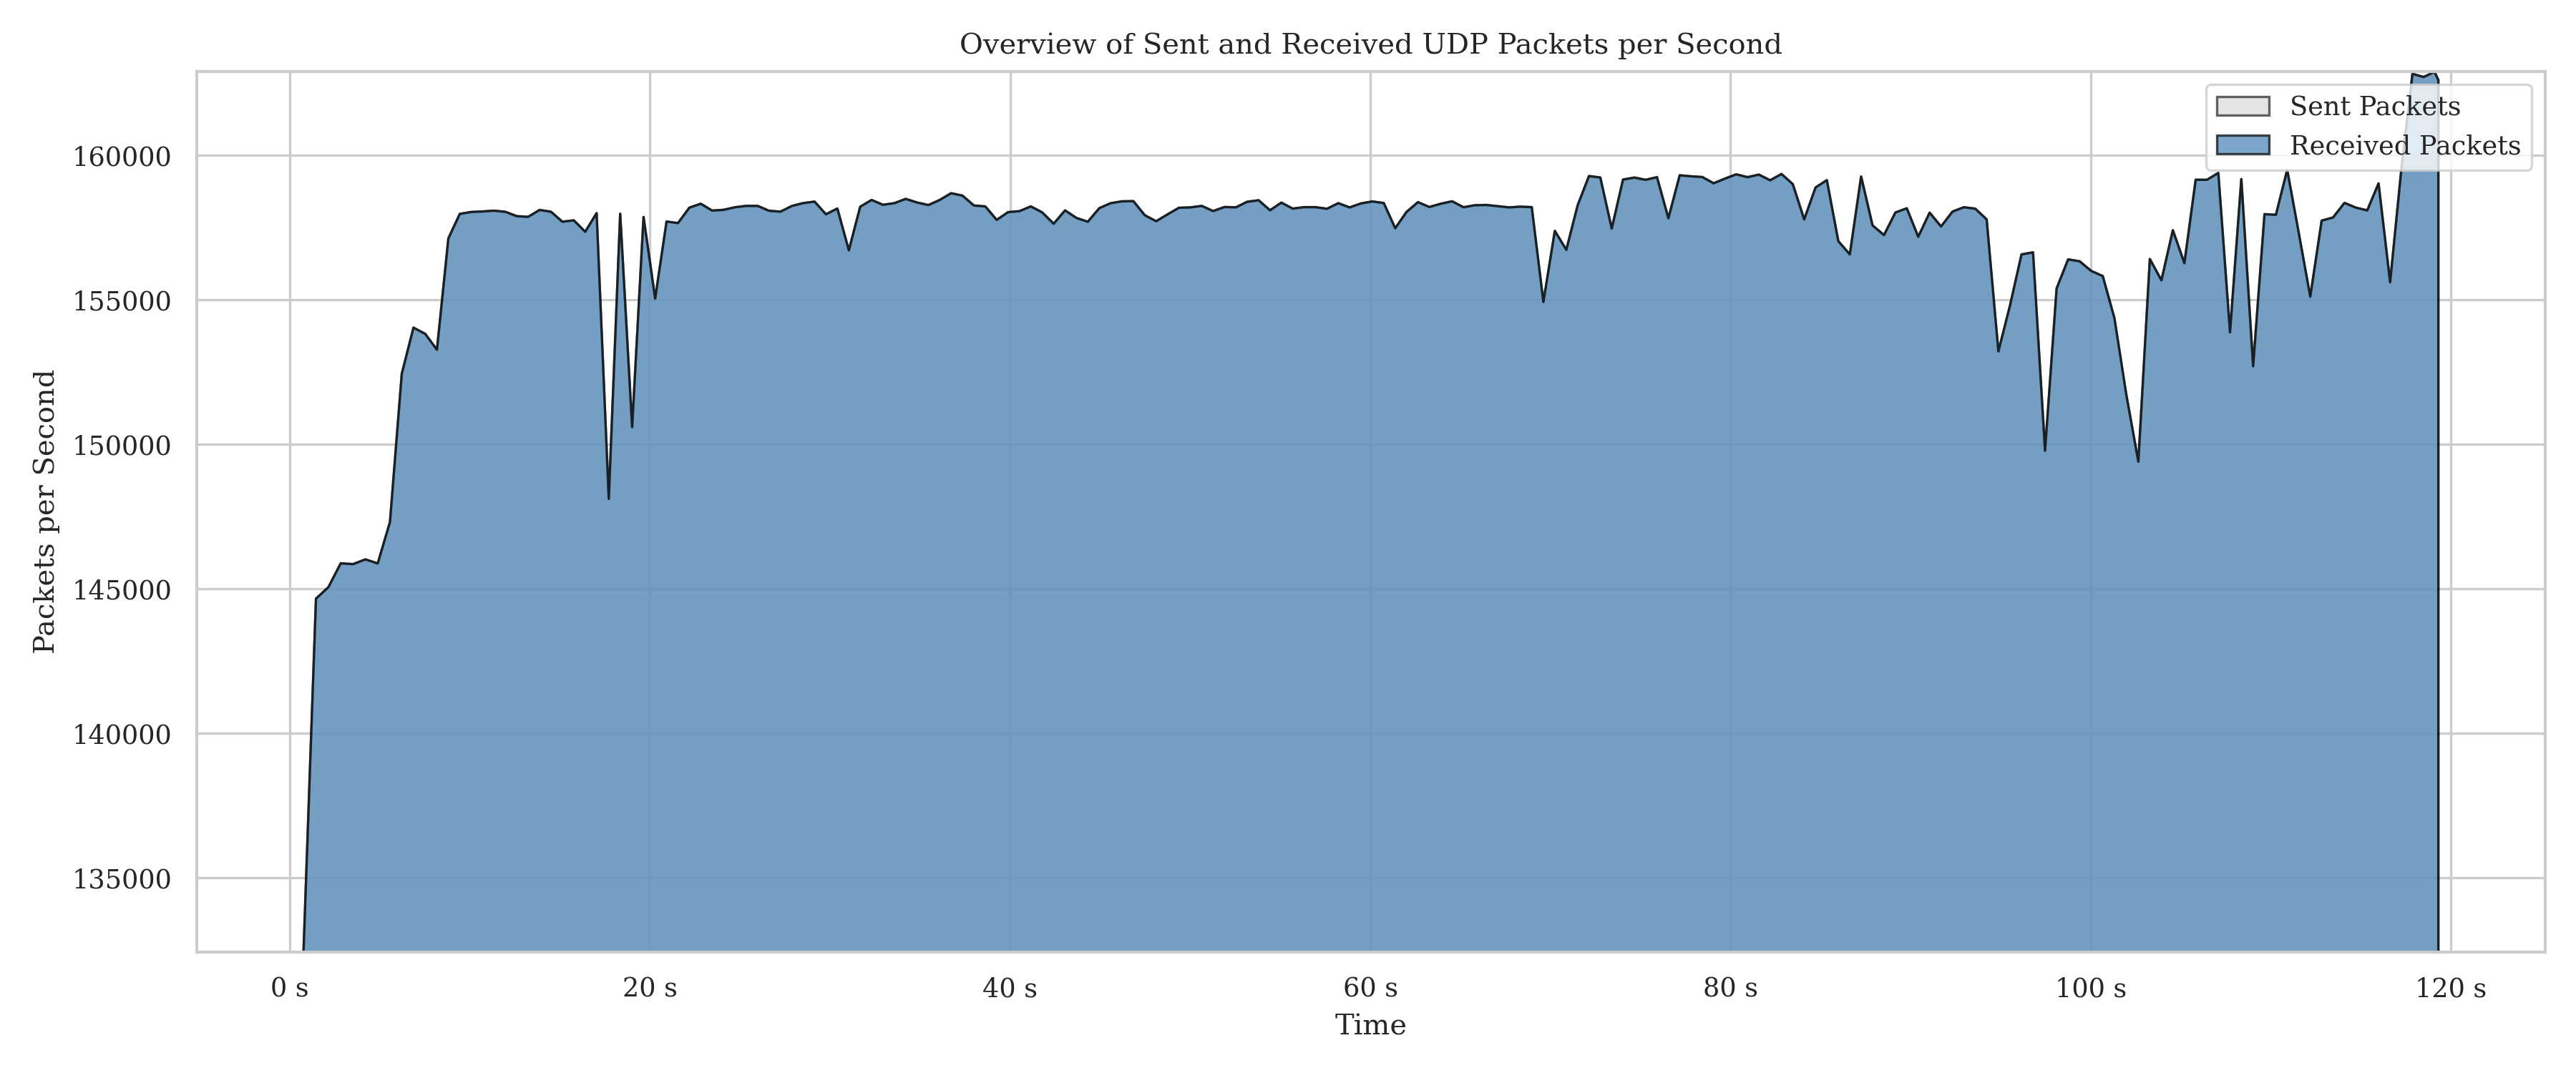 Overview of Sent and Received UDP Packets per Second
Sent Packets
Received Packets
160000
155000
150000
145000
140000
135000
Packets per Second
0 s 20 s 40 s 60 s 80 s 100 s 120 s
Time